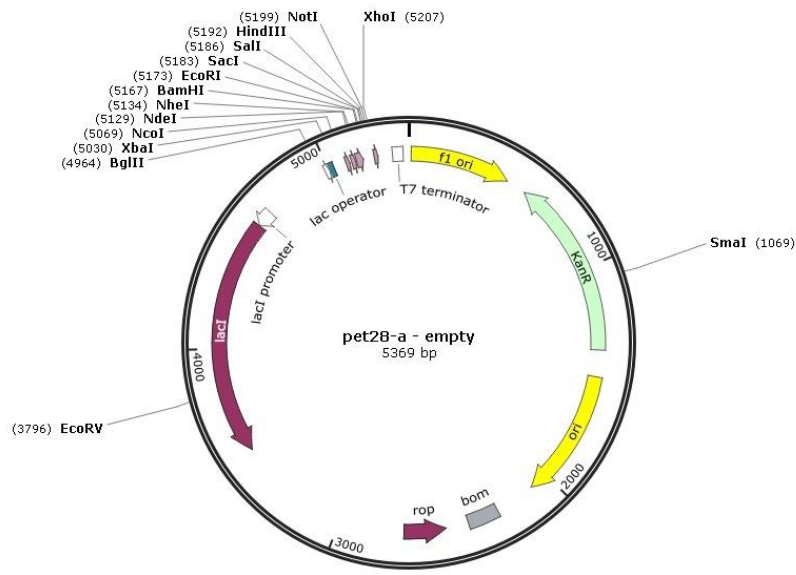 (5199) NotI
XhoI (5207)
(5192) HindIII
(5186) SalI
(5183) SacI
(5173) EcoRI
(5167) BamHI
(5134) NheI
(5129) NdeI
(5069) NcoI
(5030) XbaI
(4964) BglII
5000
f1 ori
lac operator
T7 terminator
1000
SmaI (1069)
KanR
lacI promoter
lacI
pet28-a - empty
5369 bp
4000
(3796) EcoRV
ori
2000
bom
rop
3000